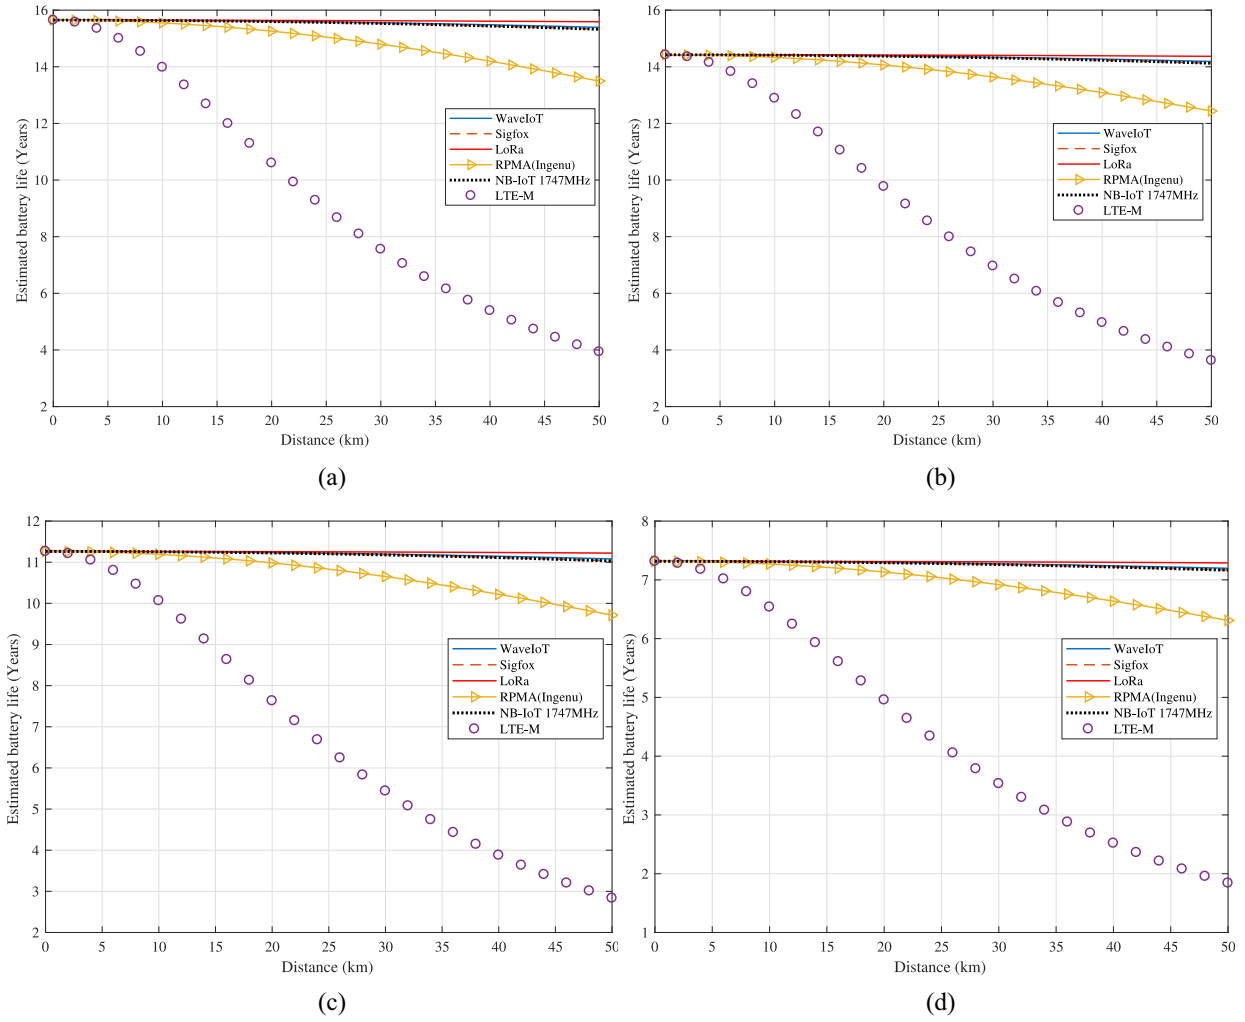 16
14
12
10
8
6
4
2
Estimated battery life (Years)
WaveIoT
Sigfox
LoRa
RPMA(Ingenu)
NB-IoT 1747MHz
LTE-M
0 5 10 15 20 25 30 35 40 45 50
Distance (km)
(a)
16
14
12
10
8
6
4
2
Estimated battery life (Years)
WaveIoT
Sigfox
LoRa
RPMA(Ingenu)
NB-IoT 1747MHz
LTE-M
0 5 10 15 20 25 30 35 40 45 50
Distance (km)
(b)
12
11
10
9
8
7
6
5
4
3
2
Estimated battery life (Years)
WaveIoT
Sigfox
LoRa
RPMA(Ingenu)
NB-IoT 1747MHz
LTE-M
0 5 10 15 20 25 30 35 40 45 50
Distance (km)
(c)
8
7
6
5
4
3
2
1
Estimated battery life (Years)
WaveIoT
Sigfox
LoRa
RPMA(Ingenu)
NB-IoT 1747MHz
LTE-M
0 5 10 15 20 25 30 35 40 45 50
Distance (km)
(d)